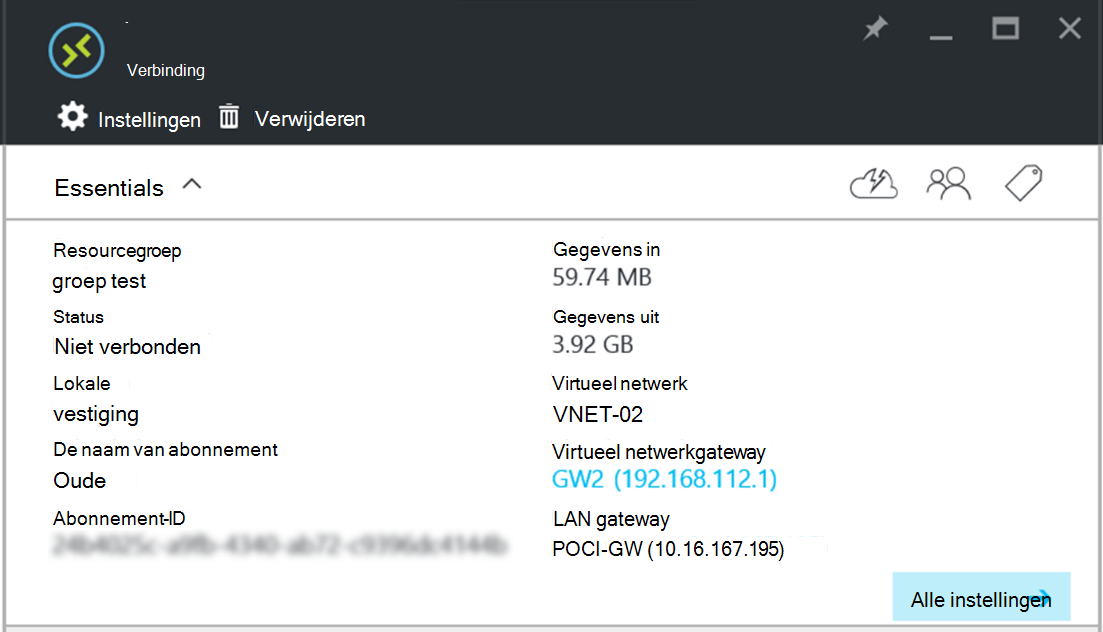 Verbinding
Instellingen Verwijderen
Essentials
Resourcegroep
groep test
Status
Niet verbonden
Lokale
vestiging
De naam van abonnement
Oude
Abonnement-ID
Gegevens in
59.74 MB
Gegevens uit
3.92 GB
Virtueel netwerk
VNET-02
Virtueel netwerkgateway
GW2 (192.168.112.1)
LAN gateway
POCI-GW (10.16.167.195)
Alle instellingen